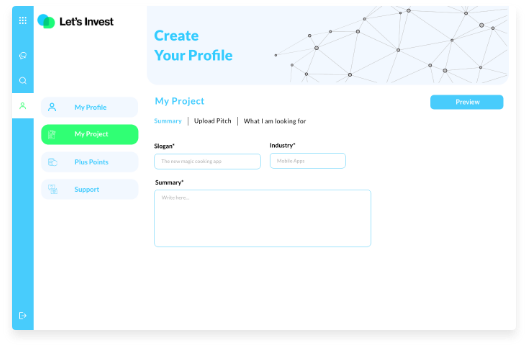 Let's Invest
Create
Your Profile
My Profile
My Project
Plus Points
Support
My Project
Preview
Summary | Upload Pitch | What I am looking for
Slogan*
Industry*
The new magic cooking app
Mobile Apps
Summary*
Write here...